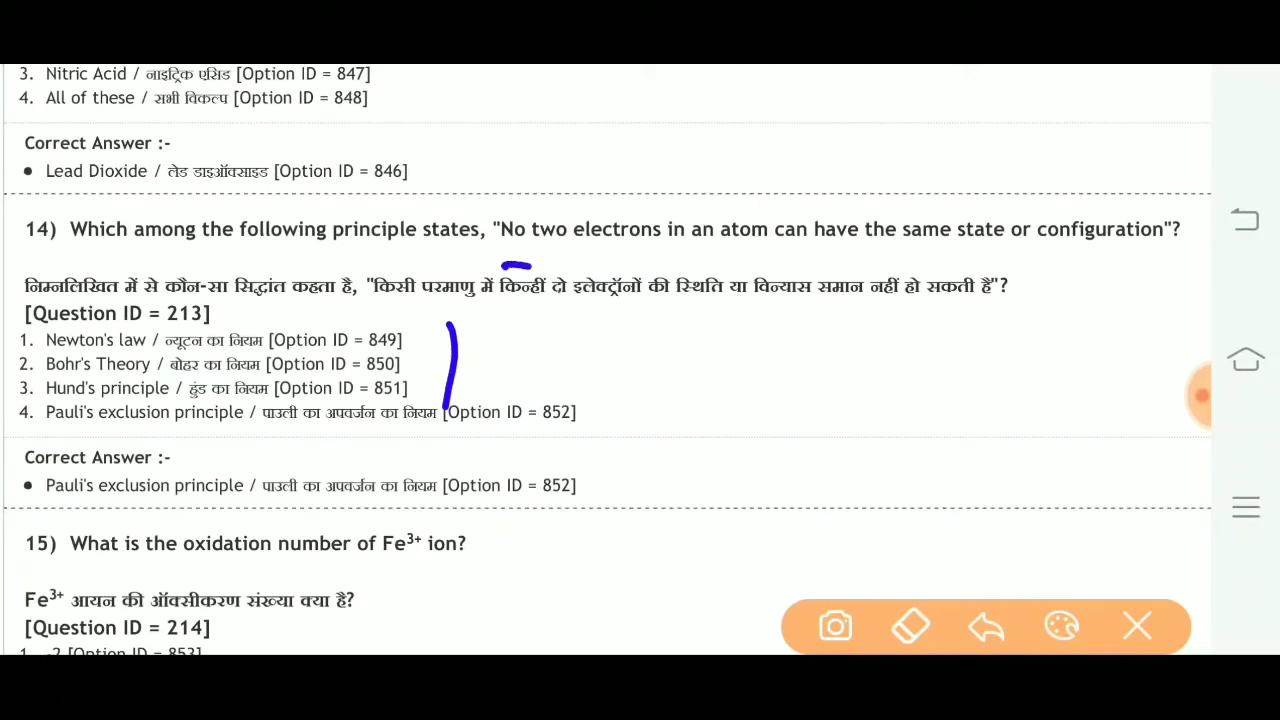 3. Nitric Acid / नाइट्रिक एसिड [Option ID = 847]
4. All of these / सभी विकल्प [Option ID = 848]
Correct Answer :-
• Lead Dioxide / लेड डाइऑक्साइड [Option ID = 846]
14) Which among the following principle states, "No two electrons in an atom can have the same state or configuration"?
निम्नलिखित में से कौन-सा सिद्धांत कहता है, "किसी परमाणु में किन्हीं दो इलेक्ट्रॉनों की स्थिति या विन्यास समान नहीं हो सकती है"?
[Question ID = 213]
1. Newton's law / न्यूटन का नियम [Option ID = 849]
2. Bohr's Theory / बोहर का नियम [Option ID = 850]
3. Hund's principle / हुंड का नियम [Option ID = 851]
4. Pauli's exclusion principle / पाउली का अपवर्जन का नियम [Option ID = 852]
Correct Answer :-
• Pauli's exclusion principle / पाउली का अपवर्जन का नियम [Option ID = 852]
15) What is the oxidation number of Fe³⁺ ion?
Fe³⁺ आयन की ऑक्सीकरण संख्या क्या है?
[Question ID = 214]
1. -2 [Option ID = 853]